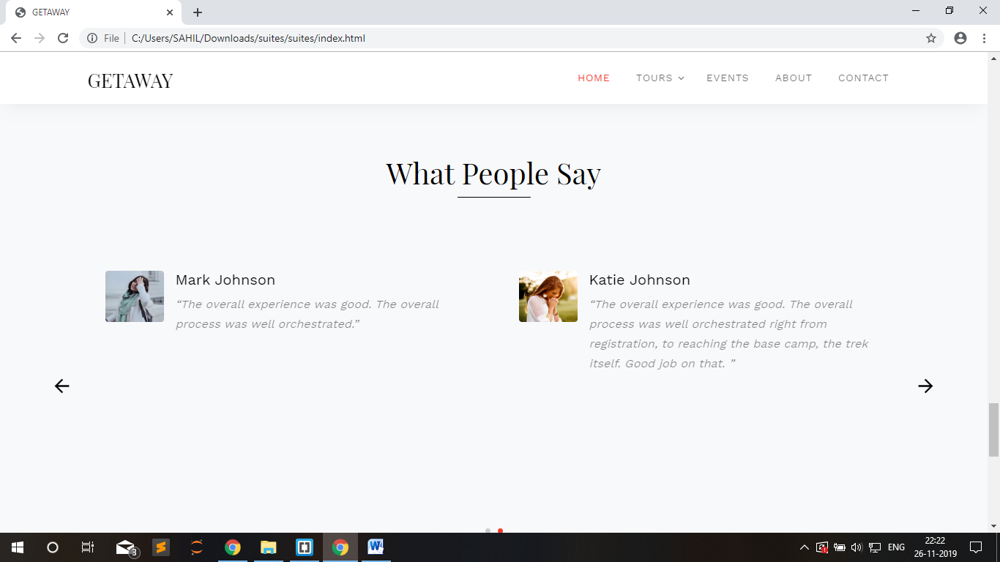 GETAWAY
File C:/Users/SAHIL/Downloads/suites/suites/index.html
GETAWAY HOME TOURS EVENTS ABOUT CONTACT
What People Say
Mark Johnson
“The overall experience was good. The overall
process was well orchestrated.”
Katie Johnson
“The overall experience was good. The overall
process was well orchestrated right from
registration, to reaching the base camp, the trek
itself. Good job on that. ”
3
W
ENG
22:22
26-11-2019